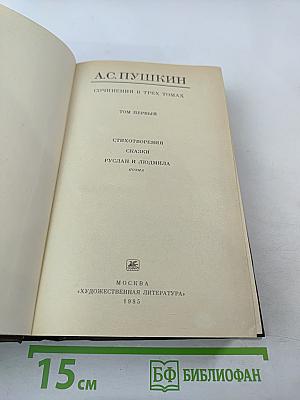 А.С.ПУШКИН
СОЧИНЕНИЯ В ТРЕХ ТОМАХ
ТОМ ПЕРВЫЙ
СТИХОТВОРЕНИЯ
СКАЗКИ
РУСЛАН И ЛЮДМИЛА
поэма
МОСКВА
«ХУДОЖЕСТВЕННАЯ ЛИТЕРАТУРА»
1985
15 см
БФ БИБЛИОФАН